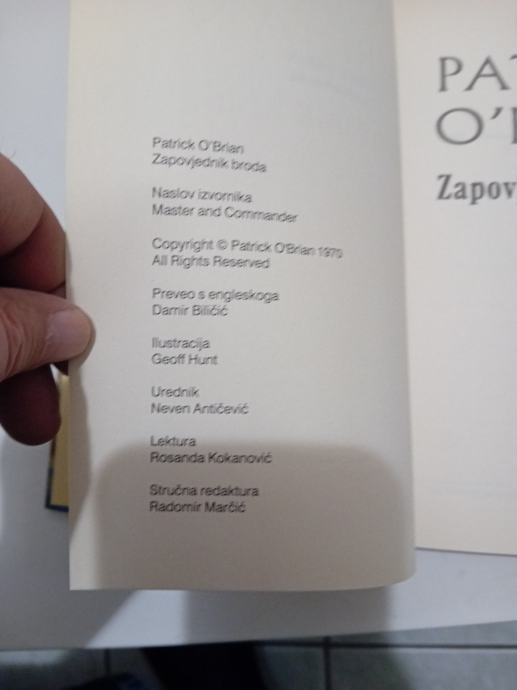 Patrick O'Brian
Zapovjednik broda
Naslov izvornika
Master and Commander
Copyright © Patrick O'Brian 1970
All Rights Reserved
Preveo s engleskoga
Damir Biličić
Ilustracija
Geoff Hunt
Urednik
Neven Antičević
Lektura
Rosanda Kokanović
Stručna redaktura
Radomir Marčić
PAT
O'
Zapov